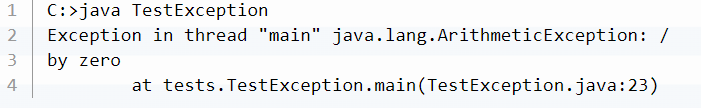 1 C:>java TestException
2 Exception in thread "main" java.lang.ArithmeticException: /
3 by zero
4 at tests.TestException.main(TestException.java:23)